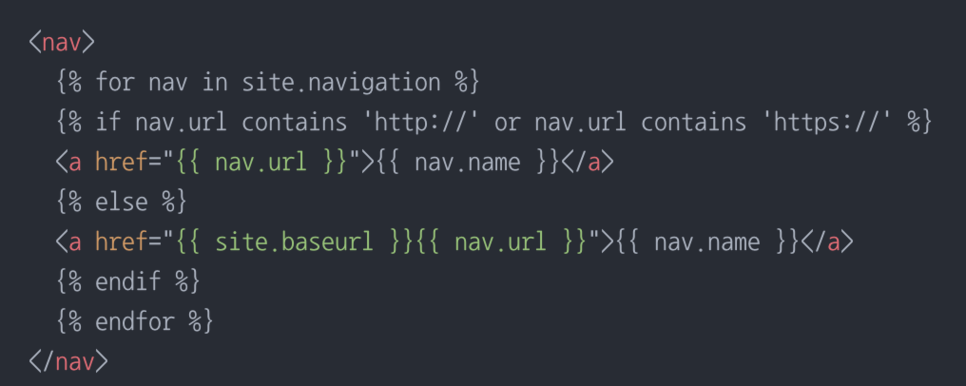 <nav>
{% for nav in site.navigation %}
{% if nav.url contains 'http://' or nav.url contains 'https://' %}
<a href="{{ nav.url }}">{{ nav.name }}</a>
{% else %}
<a href="{{ site.baseurl }}{{ nav.url }}">{{ nav.name }}</a>
{% endif %}
{% endfor %}
</nav>